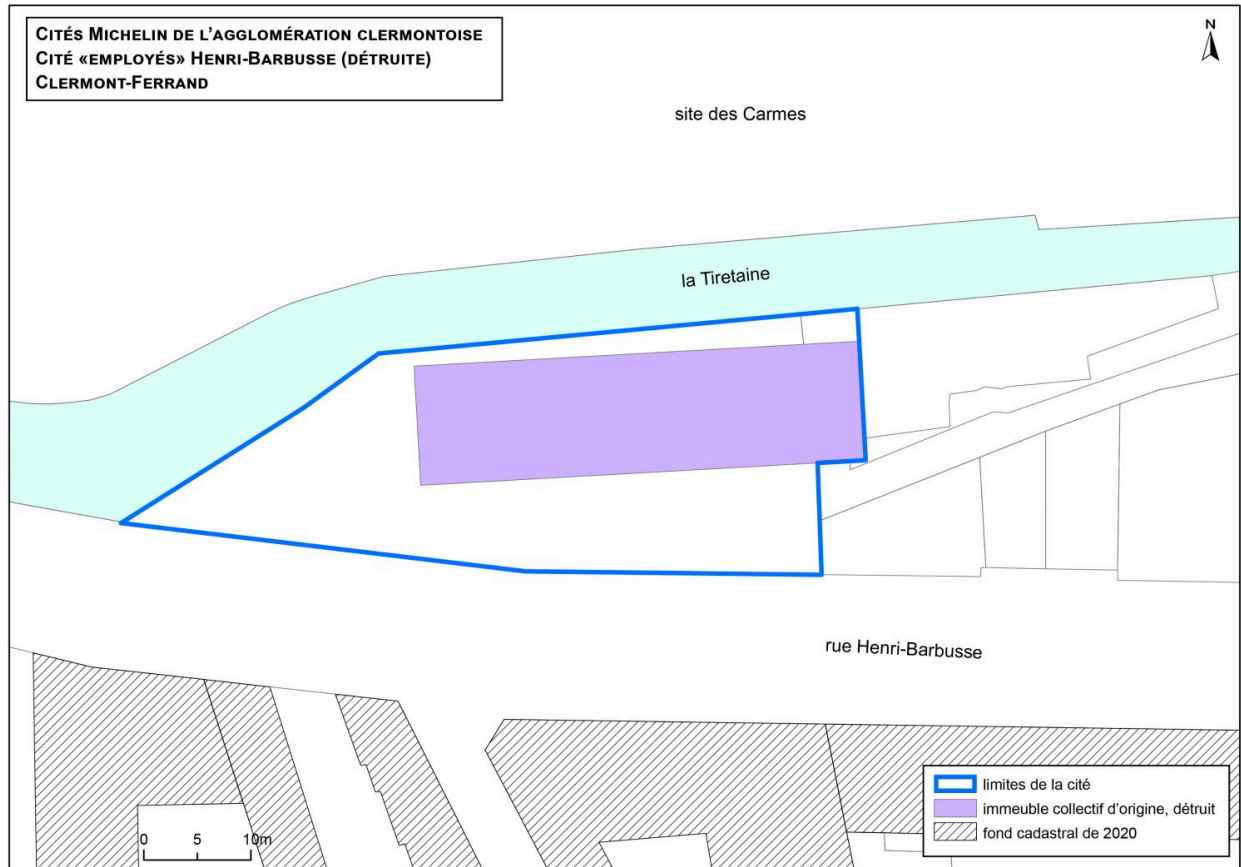 CITÉS MICHELIN DE L'AGGLOMÉRATION CLERMONTOISE
CITÉ «EMPLOYÉS» HENRI-BARBUSSE (DÉTRUITE)
CLERMONT-FERRAND
N
site des Carmes
la Tiretaine
rue Henri-Barbusse
limites de la cité
immeuble collectif d'origine, détruit
fond cadastral de 2020
0 5 10m